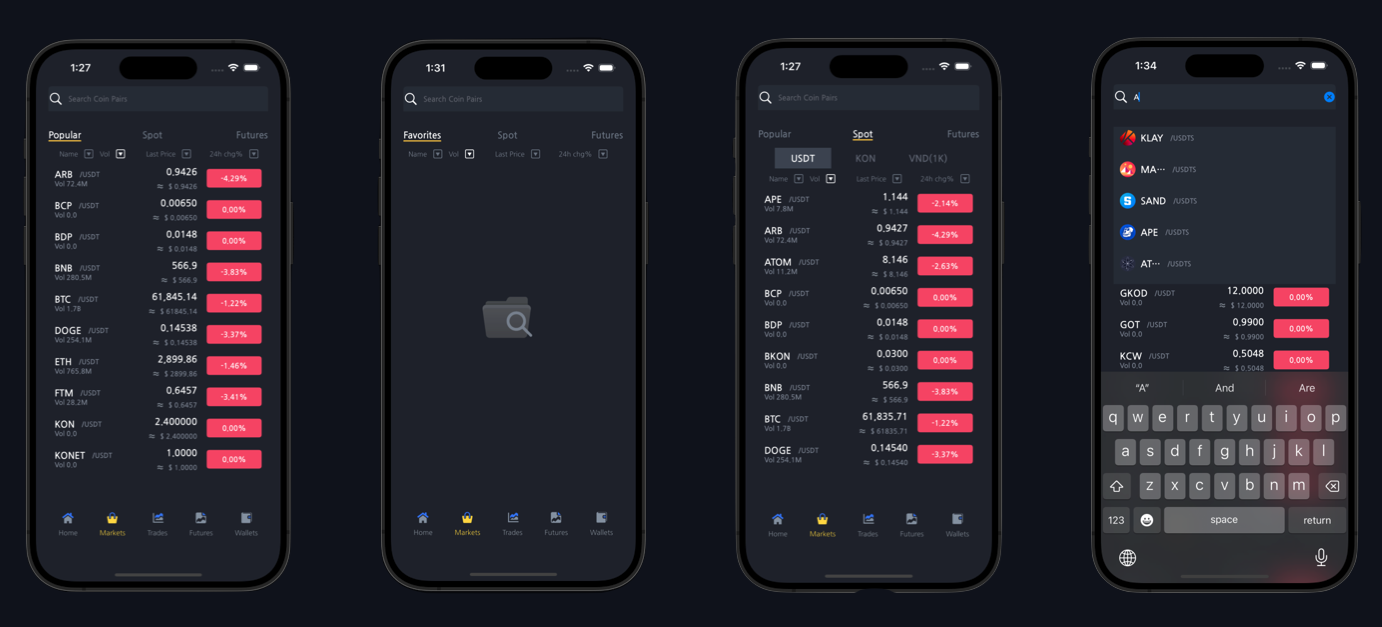 1:27
Search Coin Pairs
Popular Spot Futures
Name Vol Last Price 24h chg%
ARB /USDT 0,9426 -4,29%
Vol 72.4M ≈ $ 0,9426
BCP /USDT 0,00650 0,00%
Vol 0.0 ≈ $ 0,00650
BDP /USDT 0,0148 0,00%
Vol 0.0 ≈ $ 0,0148
BNB /USDT 566,9 -3,83%
Vol 280.5M ≈ $ 566,9
BTC /USDT 61,845,14 -1,22%
Vol 1,78 ≈ $ 61845,14
DOGE /USDT 0,14538 -3,37%
Vol 254,1M ≈ $ 0,14538
ETH /USDT 2,899,86 -1,46%
Vol 765.8M ≈ $ 2899,86
FTM /USDT 0,6457 -3,41%
Vol 28,2M ≈ $ 0,6457
KON /USDT 2,400000 0,00%
Vol 0.0 ≈ $ 2,400000
KONET /USDT 1,0000 0,00%
Vol 0.0 ≈ $ 1,0000
Home Markets Trades Futures Wallets
1:31
Search Coin Pairs
Favorites Spot Futures
Name Vol Last Price 24h chg%
Home Markets Trades Futures Wallets
1:27
Search Coin Pairs
Popular Spot Futures
USDT KON VND(1K)
Name Vol Last Price 24h chg%
APE /USDT 1,144 -2,14%
Vol 7,8M ≈ $ 1,144
ARB /USDT 0,9427 -4,29%
Vol 72.4M ≈ $ 0,9427
ATOM /USDT 8,146 -2,63%
Vol 11.2M ≈ $ 8,146
BCP /USDT 0,00650 0,00%
Vol 0.0 ≈ $ 0,00650
BDP /USDT 0,0148 0,00%
Vol 0.0 ≈ $ 0,0148
BKON /USDT 0,0300 0,00%
Vol 0.0 ≈ $ 0,0300
BNB /USDT 566,9 -3,83%
Vol 280.5M ≈ $ 566,9
BTC /USDT 61,835,71 -1,22%
Vol 1,78 ≈ $ 61835,71
DOGE /USDT 0,14540 -3,37%
Vol 254.1M ≈ $ 0,14540
Home Markets Trades Futures Wallets
1:34
A
KLAY /USDTS
MA··· /USDTS
SAND /USDTS
APE /USDTS
AT··· /USDTS
GKOD /USDT 12,0000 0,00%
Vol 0.0 ≈ $ 12,0000
GOT /USDT 0,9900 0,00%
Vol 0.0 ≈ $ 0,9900
KCW /USDT 0,5048 0,00%
Vol 0.0 ≈ $ 0,5048
“A” And Are
q w e r t y u i o p
a s d f g h j k l
z x c v b n m
123 space return